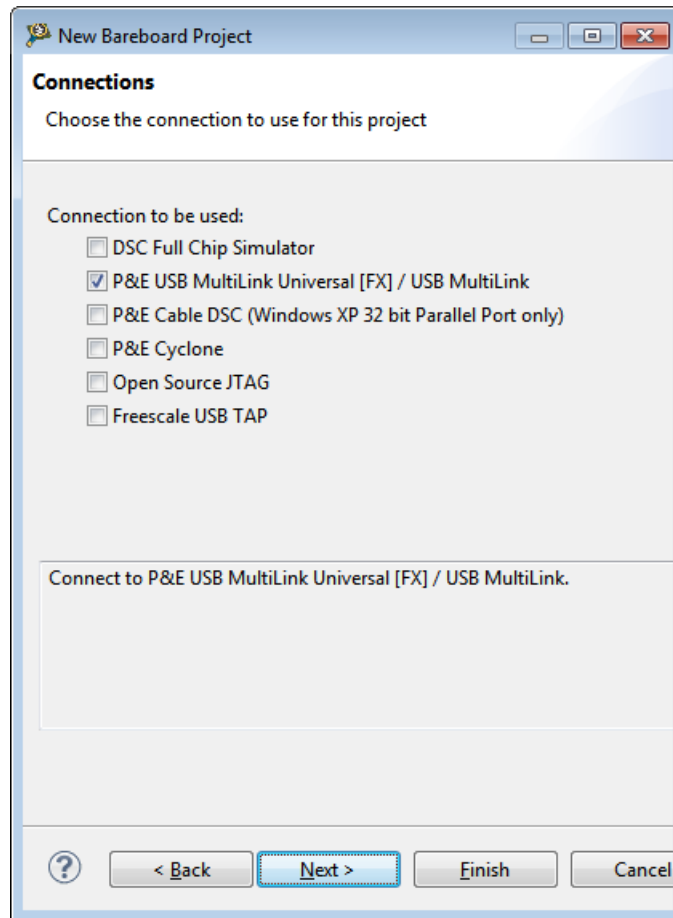 New Bareboard Project
Connections
Choose the connection to use for this project
Connection to be used:
DSC Full Chip Simulator
P&E USB MultiLink Universal [FX] / USB MultiLink
P&E Cable DSC (Windows XP 32 bit Parallel Port only)
P&E Cyclone
Open Source JTAG
Freescale USB TAP
Connect to P&E USB MultiLink Universal [FX] / USB MultiLink.
? < Back Next > Finish Cancel